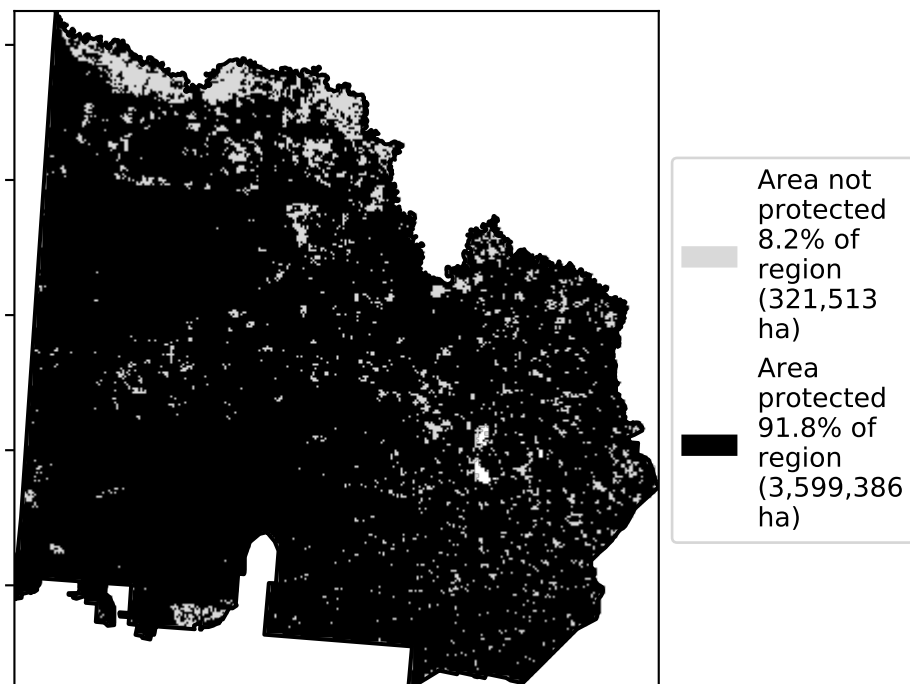 Area not
protected
8.2% of
region
(321,513
ha)
Area
protected
91.8% of
region
(3,599,386
ha)